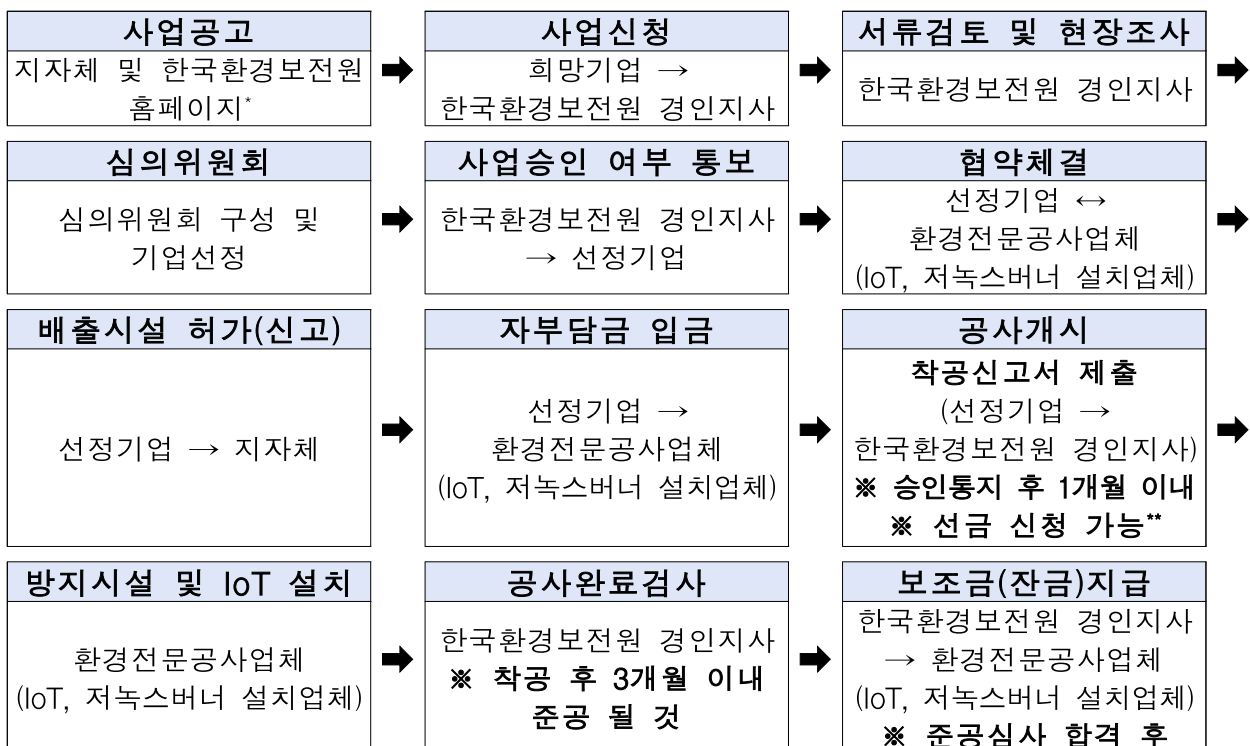 사업공고
지자체 및 한국환경보전원
홈페이지*
➡
사업신청
희망기업 →
한국환경보전원 경인지사
➡
서류검토 및 현장조사
한국환경보전원 경인지사
➡
심의위원회
심의위원회 구성 및
기업선정
➡
사업승인 여부 통보
한국환경보전원 경인지사
→ 선정기업
➡
협약체결
선정기업 ↔
환경전문공사업체
(IoT, 저녹스버너 설치업체)
➡
배출시설 허가(신고)
선정기업 → 지자체
➡
자부담금 입금
선정기업 →
환경전문공사업체
(IoT, 저녹스버너 설치업체)
➡
공사개시
착공신고서 제출
(선정기업 →
한국환경보전원 경인지사)
※ 승인통지 후 1개월 이내
※ 선금 신청 가능**
➡
방지시설 및 IoT 설치
환경전문공사업체
(IoT, 저녹스버너 설치업체)
➡
공사완료검사
한국환경보전원 경인지사
※ 착공 후 3개월 이내
준공 될 것
➡
보조금(잔금)지급
한국환경보전원 경인지사
→ 환경전문공사업체
(IoT, 저녹스버너 설치업체)
※ 준공심사 합격 후